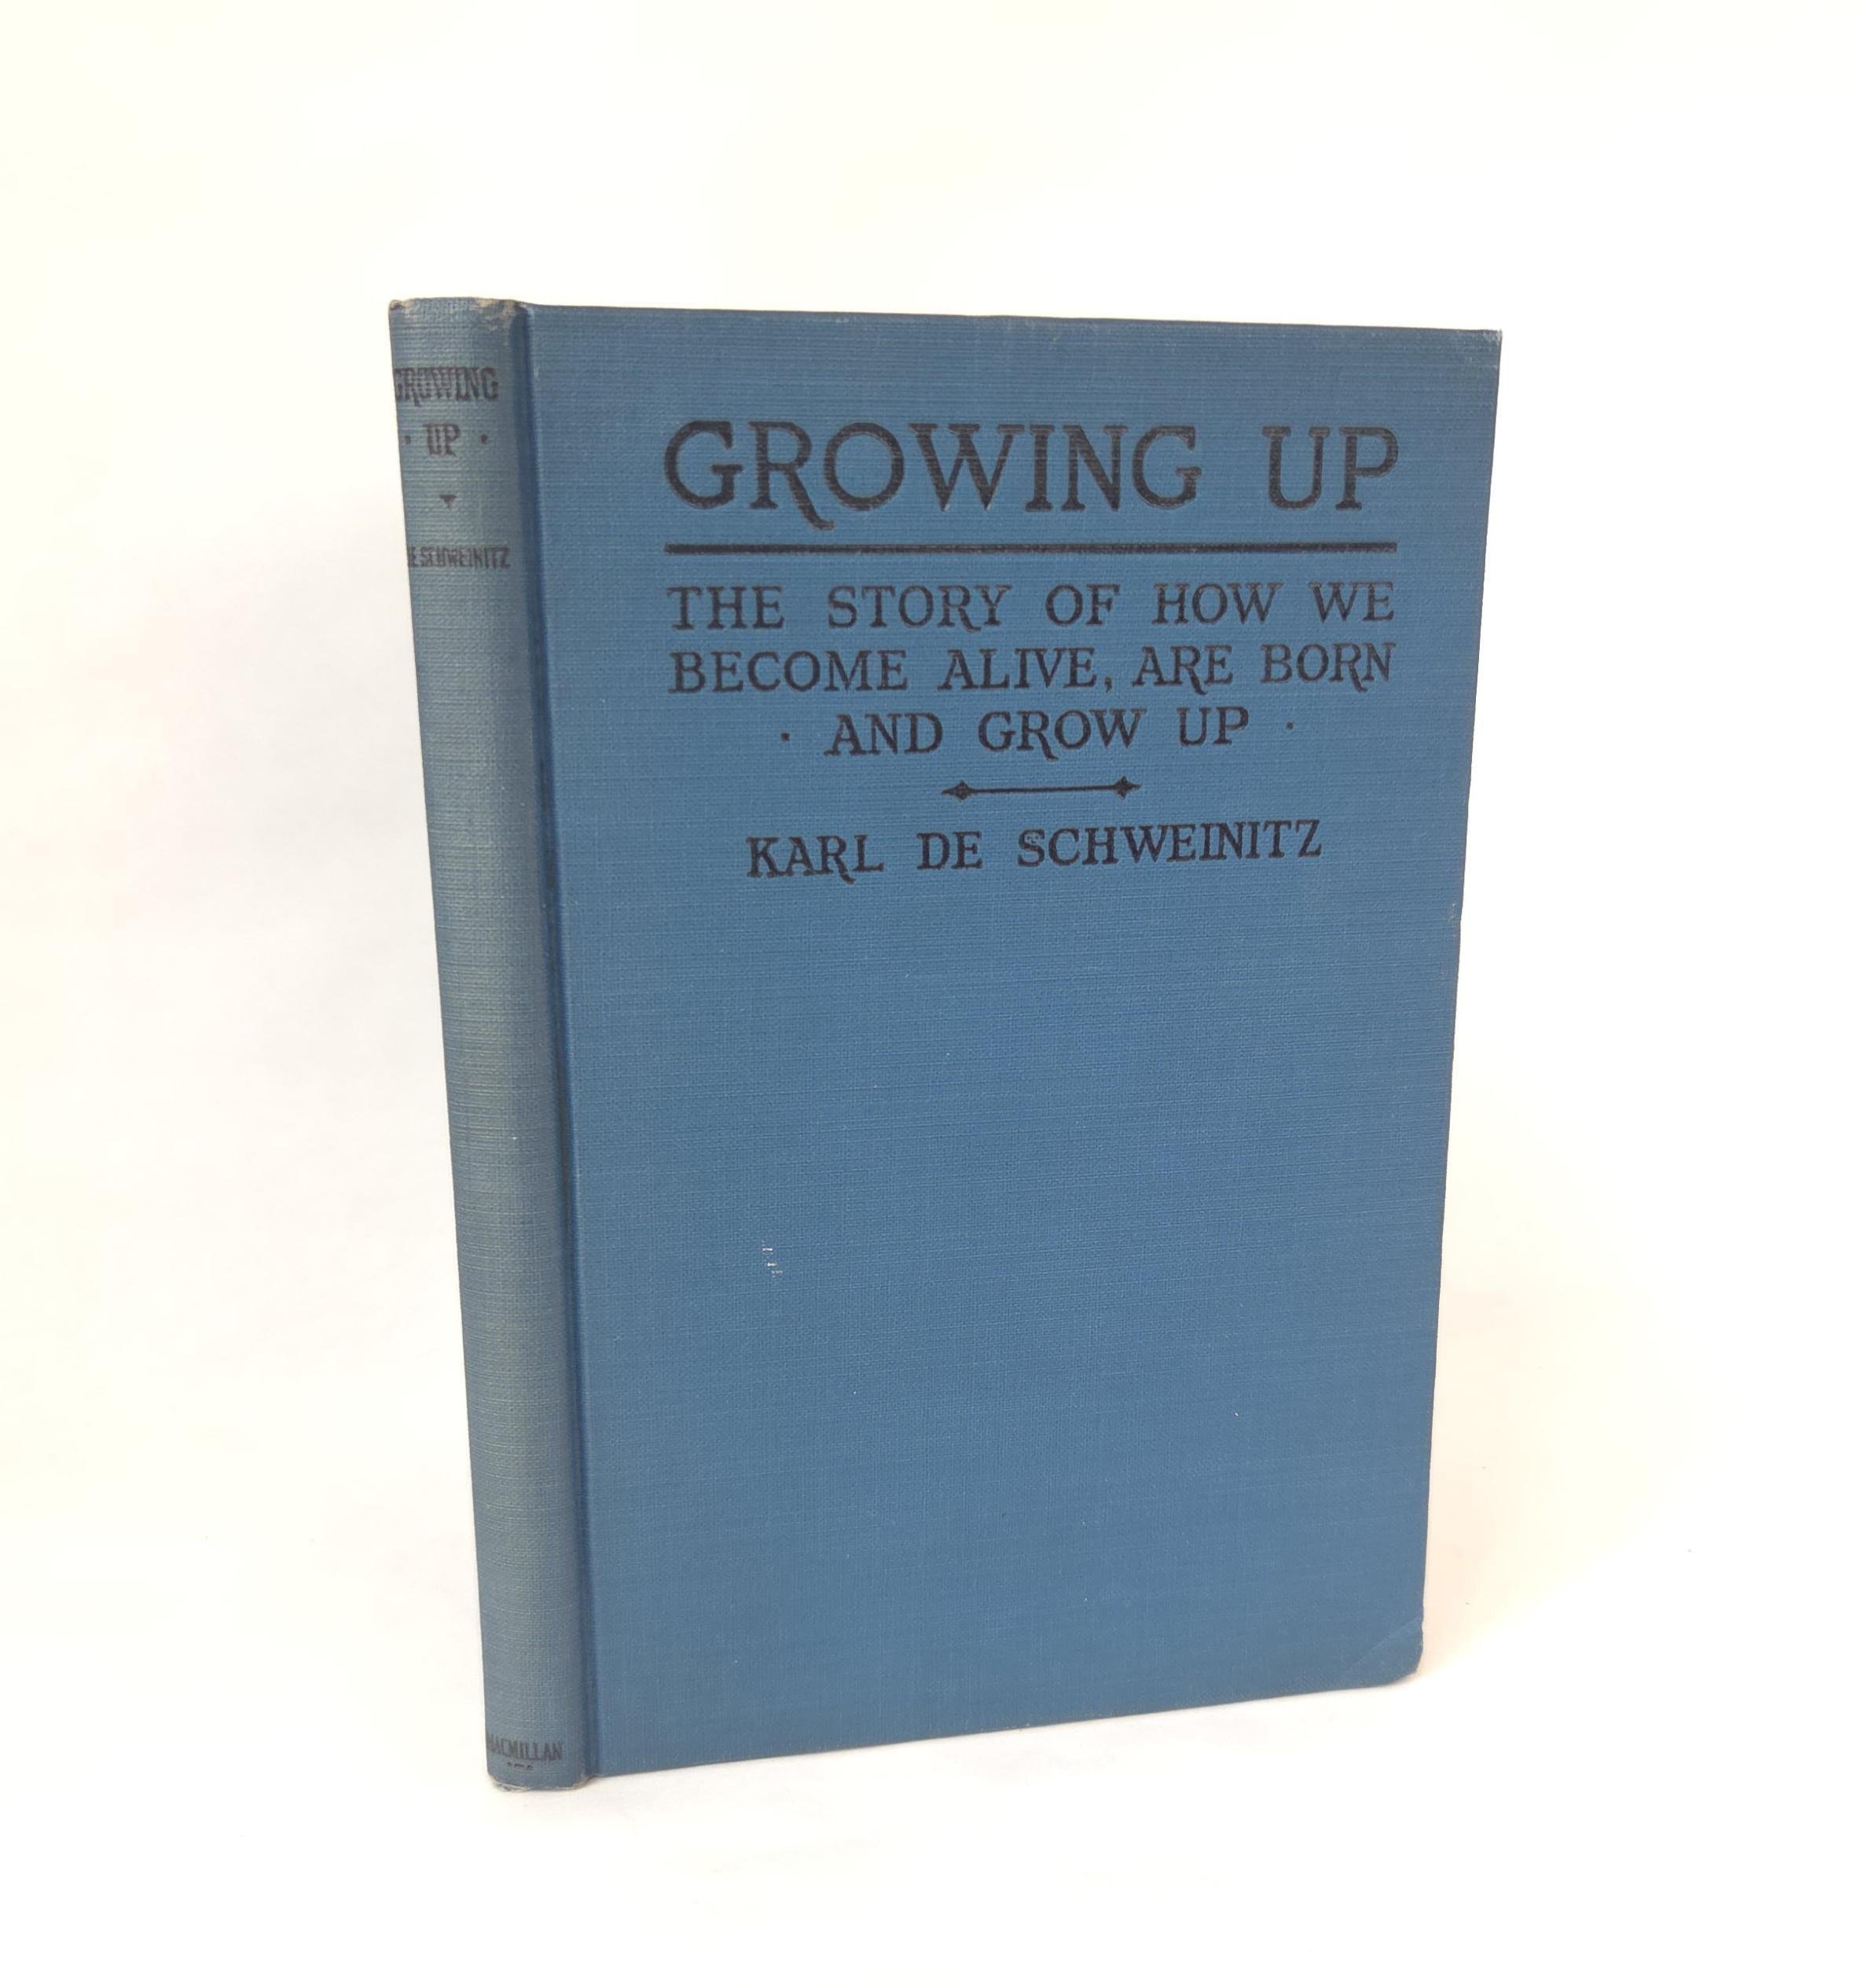 GROWING
· UP ·
DE SCHWEINITZ
MACMILLAN
GROWING UP
THE STORY OF HOW WE
BECOME ALIVE, ARE BORN
· AND GROW UP ·
KARL DE SCHWEINITZ